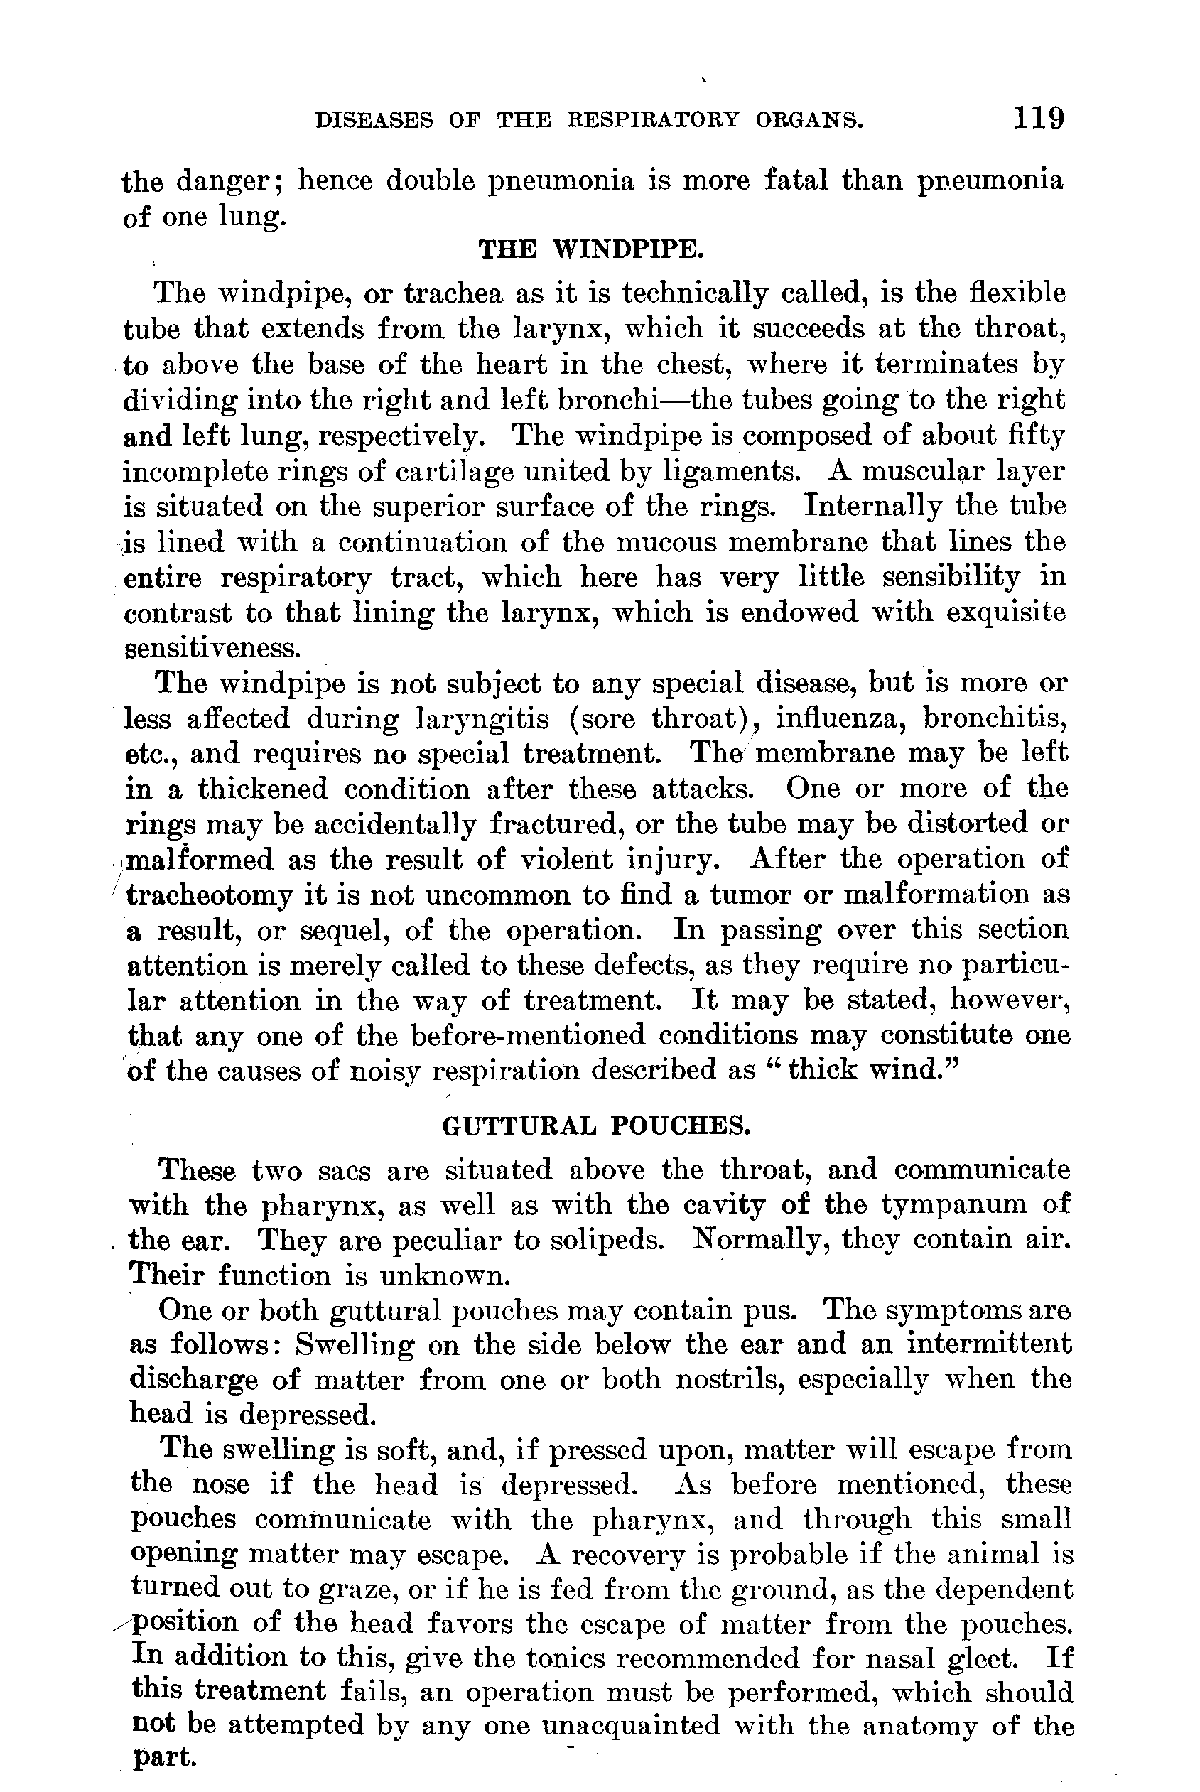 DISEASES OF THE RESPIRATORY ORGANS. 119
the danger; hence double pneumonia is more fatal than pneumonia
of one lung.
THE WINDPIPE.
The windpipe, or trachea as it is technically called, is the flexible
tube that extends from the larynx, which it succeeds at the throat,
to above the base of the heart in the chest, where it terminates by
dividing into the right and left bronchi—the tubes going to the right
and left lung, respectively. The windpipe is composed of about fifty
incomplete rings of cartilage united by ligaments. A muscular layer
is situated on the superior surface of the rings. Internally the tube
is lined with a continuation of the mucous membrane that lines the
entire respiratory tract, which here has very little sensibility in
contrast to that lining the larynx, which is endowed with exquisite
sensitiveness.
The windpipe is not subject to any special disease, but is more or
less affected during laryngitis (sore throat), influenza, bronchitis,
etc., and requires no special treatment. The membrane may be left
in a thickened condition after these attacks. One or more of the
rings may be accidentally fractured, or the tube may be distorted or
malformed as the result of violent injury. After the operation of
tracheotomy it is not uncommon to find a tumor or malformation as
a result, or sequel, of the operation. In passing over this section
attention is merely called to these defects, as they require no particu-
lar attention in the way of treatment. It may be stated, however,
that any one of the before-mentioned conditions may constitute one
of the causes of noisy respiration described as "thick wind."
GUTTURAL POUCHES.
These two sacs are situated above the throat, and communicate
with the pharynx, as well as with the cavity of the tympanum of
the ear. They are peculiar to solipeds. Normally, they contain air.
Their function is unknown.
One or both guttural pouches may contain pus. The symptoms are
as follows: Swelling on the side below the ear and an intermittent
discharge of matter from one or both nostrils, especially when the
head is depressed.
The swelling is soft, and, if pressed upon, matter will escape from
the nose if the head is depressed. As before mentioned, these
pouches communicate with the pharynx, and through this small
opening matter may escape. A recovery is probable if the animal is
turned out to graze, or if he is fed from the ground, as the dependent
position of the head favors the escape of matter from the pouches.
In addition to this, give the tonics recommended for nasal gleet. If
this treatment fails, an operation must be performed, which should
not be attempted by any one unacquainted with the anatomy of the
part.